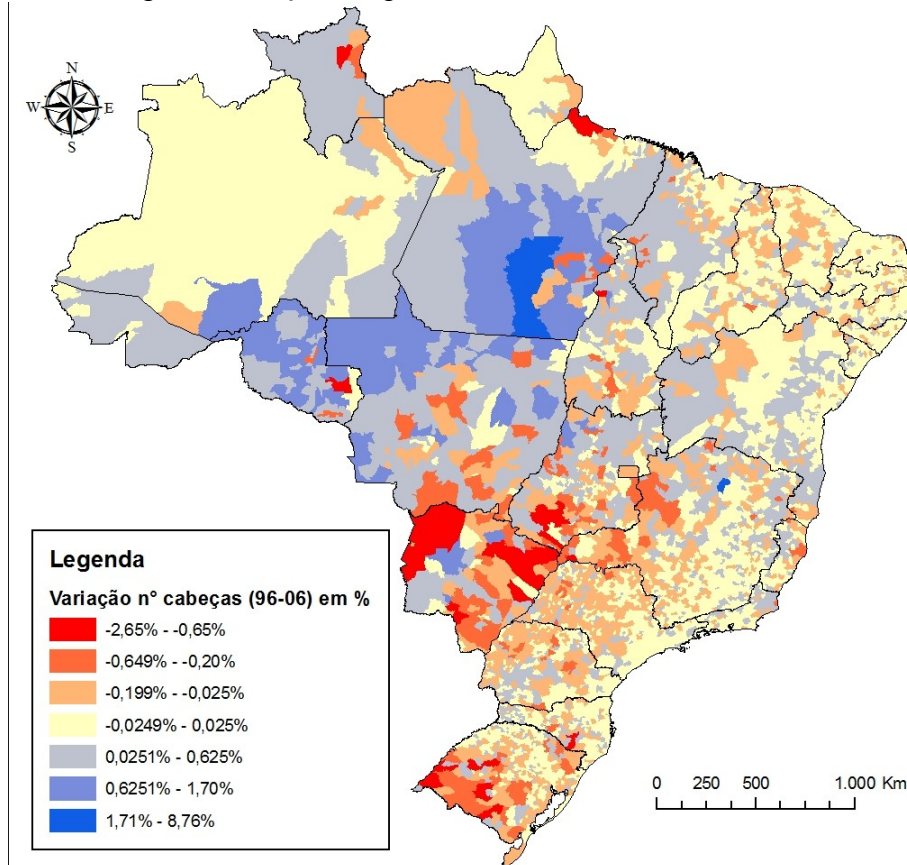 N
W E
S
Legenda
Variação n° cabeças (96-06) em %
-2,65% - -0,65%
-0,649% - -0,20%
-0,199% - -0,025%
-0,0249% - 0,025%
0,0251% - 0,625%
0,6251% - 1,70%
1,71% - 8,76%
0 250 500 1.000 Km